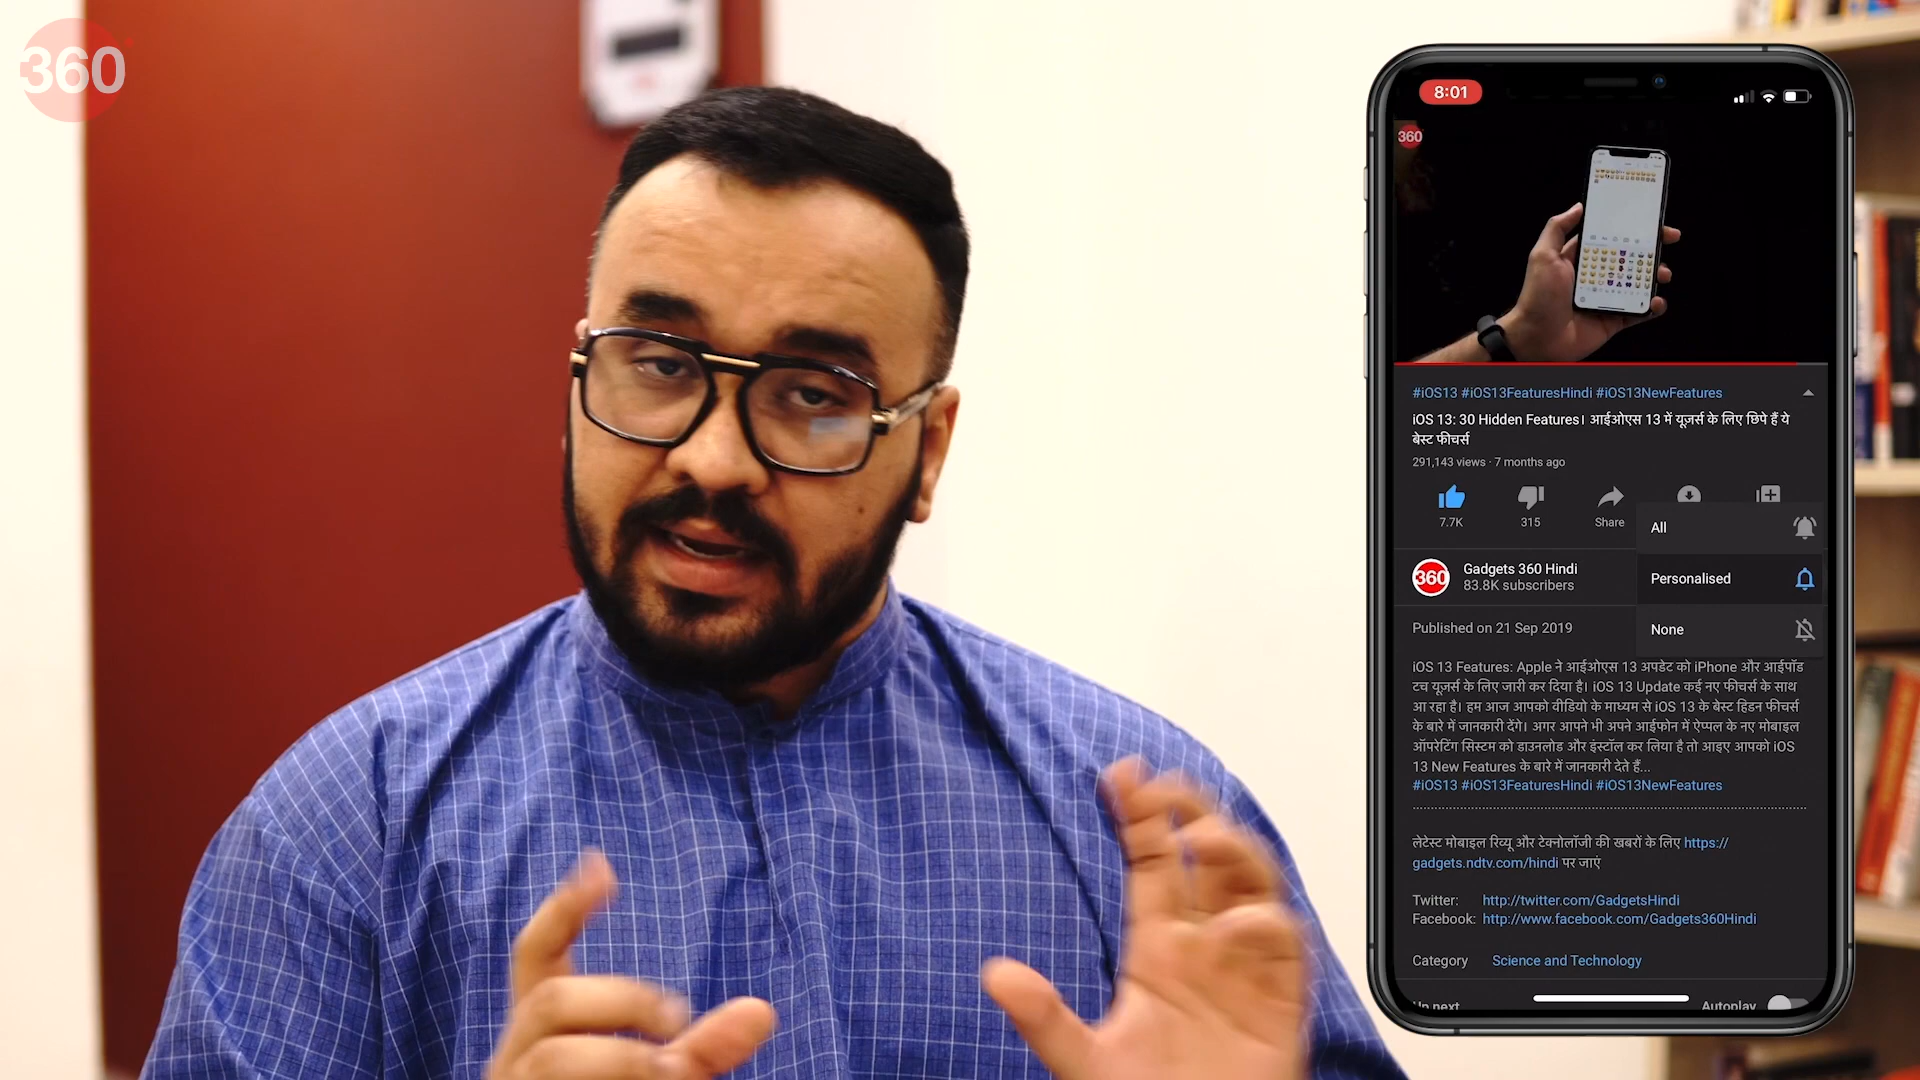 360
8:01
360
#iOS13 #iOS13FeaturesHindi #iOS13NewFeatures
iOS 13: 30 Hidden Features। आईओएस 13 में यूज़र्स के लिए छिपे हैं ये
बेस्ट फीचर्स
291,143 views · 7 months ago
7.7K
315
Share
All
360
Gadgets 360 Hindi
83.8K subscribers
Personalised
Published on 21 Sep 2019
None
iOS 13 Features: Apple ने आईओएस 13 अपडेट को iPhone और आईपॉड
टच यूज़र्स के लिए जारी कर दिया है। iOS 13 Update कई नए फीचर्स के साथ
आ रहा है। हम आज आपको वीडियो के माध्यम से iOS 13 के बेस्ट हिडन फीचर्स
के बारे में जानकारी देंगे। अगर आपने भी अपने आईफोन में ऐप्पल के नए मोबाइल
ऑपरेटिंग सिस्टम को डाउनलोड और इंस्टॉल कर लिया है तो आइए आपको iOS
13 New Features के बारे में जानकारी देते हैं...
#iOS13 #iOS13FeaturesHindi #iOS13NewFeatures
लेटेस्ट मोबाइल रिव्यू और टेक्नोलॉजी की खबरों के लिए https://
gadgets.ndtv.com/hindi पर जाएं
Twitter: http://twitter.com/GadgetsHindi
Facebook: http://www.facebook.com/Gadgets360Hindi
Category Science and Technology
Up next Autoplay